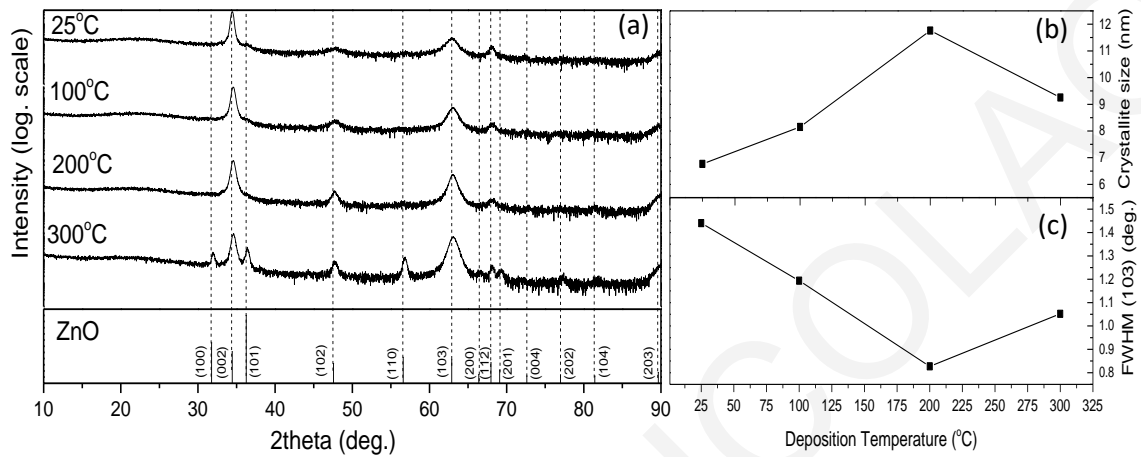 (a)
25°C
100°C
200°C
300°C
Intensity (log. scale)
ZnO
(100)
(002)
(101)
(102)
(110)
(103)
(200)
(112)
(201)
(004)
(202)
(104)
(203)
10 20 30 40 50 60 70 80 90
2theta (deg.)
(b)
12
11
10
9
8
7
6
Crystallite size (nm)
(c)
1.5
1.4
1.3
1.2
1.1
1.0
0.9
0.8
FWHM (103) (deg.)
25 50 75 100 125 150 175 200 225 250 275 300 325
Deposition Temperature (°C)
NICOLAO